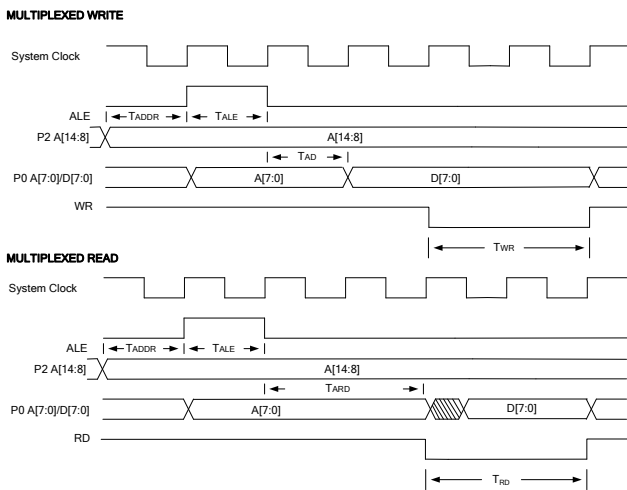 MULTIPLEXED WRITE
System Clock
ALE
TADDR
TALE
P2 A[14:8]
A[14:8]
TAD
P0 A[7:0]/D[7:0]
A[7:0]
D[7:0]
WR
TWR
MULTIPLEXED READ
System Clock
ALE
TADDR
TALE
P2 A[14:8]
A[14:8]
TARD
P0 A[7:0]/D[7:0]
A[7:0]
D[7:0]
RD
TRD